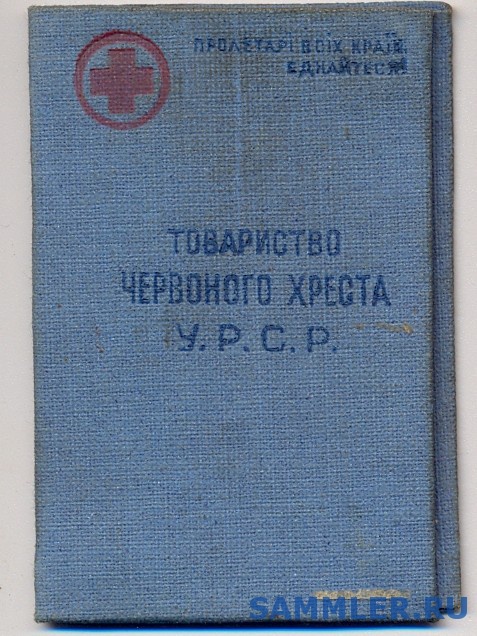 ПРОЛЕТАРІ ВСІХ КРАЇН,
ЄДНАЙТЕСЯ!
ТОВАРИСТВО
ЧЕРВОНОГО ХРЕСТА
У.Р.С.Р.
SAMMLER.RU